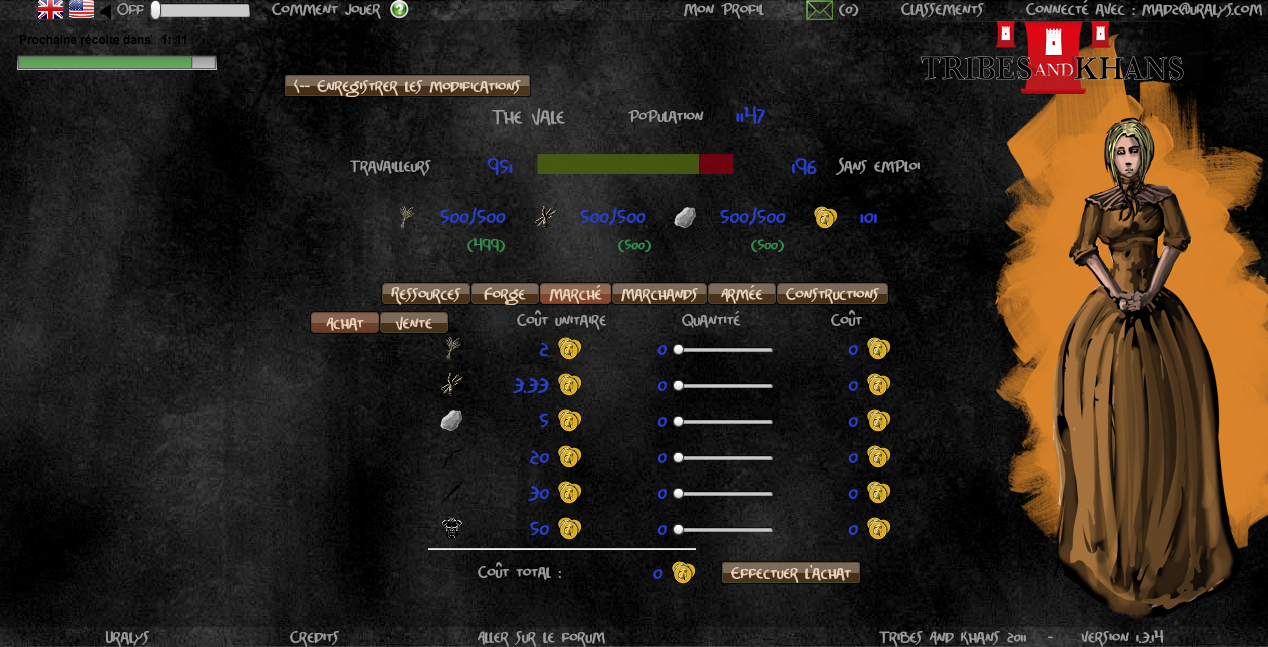 Off Comment jouer ? Mon Profil (0) Classements Connecté avec : mad2@uralys.com
Prochaine récolte dans 1: 11
TRIBES AND KHANS
<-- Enregistrer les modifications
The Vale Population 1147
Travailleurs 951 196 Sans emploi
500/500 500/500 500/500 101
(499) (500) (500)
Ressources Forge Marché Marchands Armée Constructions
Achat Vente Coût unitaire Quantité Coût
2 0 0
3.33 0 0
5 0 0
20 0 0
30 0 0
50 0 0
Coût total : 0 Effectuer l'achat
Uralys Credits Aller sur le forum Tribes and Khans 2011 - version 1.3.14